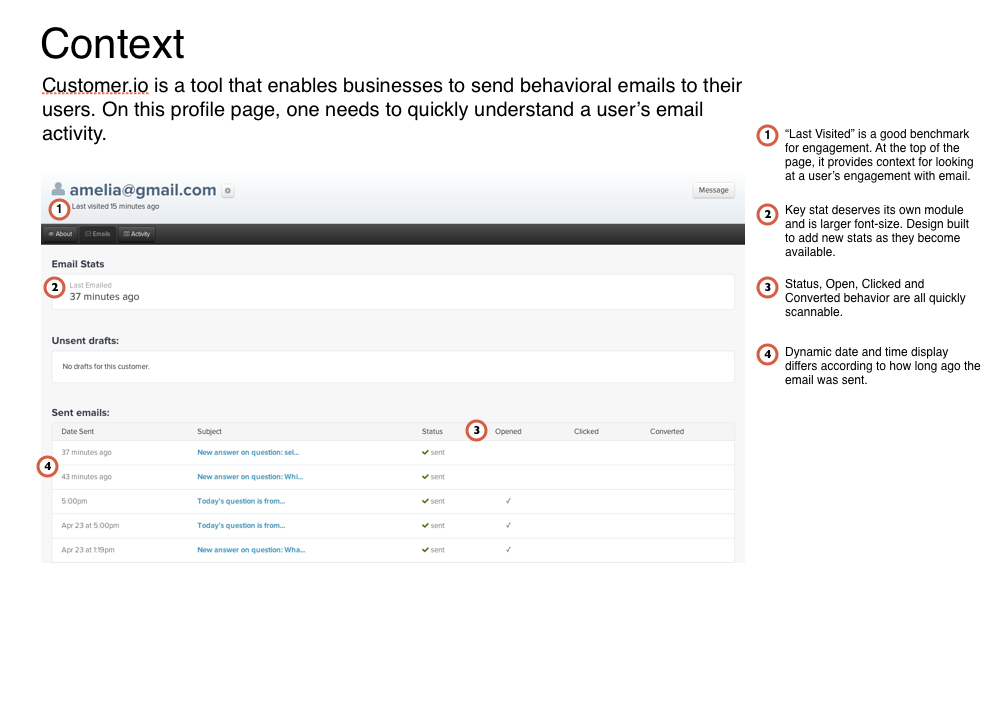 Context
Customer.io is a tool that enables businesses to send behavioral emails to their
users. On this profile page, one needs to quickly understand a user's email
activity.
amelia@gmail.com
Message
1 Last visited 15 minutes ago
About Emails Activity
Email Stats
2 Last Emailed
37 minutes ago
Unsent drafts:
No drafts for this customer.
Sent emails:
Date Sent Subject Status 3 Opened Clicked Converted
37 minutes ago New answer on question: sel... ✔ sent
4
43 minutes ago New answer on question: Whi... ✔ sent
5:00pm Today's question is from... ✔ sent ✓
Apr 23 at 5:00pm Today's question is from... ✔ sent ✓
Apr 23 at 1:19pm New answer on question: Wha... ✔ sent ✓
1 “Last Visited” is a good benchmark
for engagement. At the top of the
page, it provides context for looking
at a user's engagement with email.
2 Key stat deserves its own module
and is larger font-size. Design built
to add new stats as they become
available.
3 Status, Open, Clicked and
Converted behavior are all quickly
scannable.
4 Dynamic date and time display
differs according to how long ago the
email was sent.